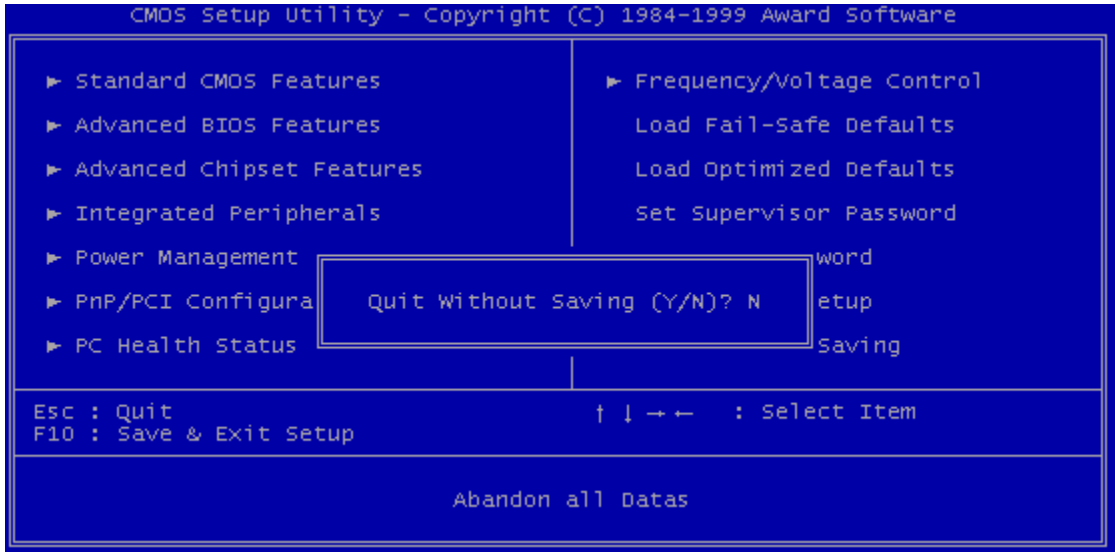 CMOS Setup Utility - Copyright (C) 1984-1999 Award Software
► Standard CMOS Features
► Advanced BIOS Features
► Advanced Chipset Features
► Integrated Peripherals
► Power Management
► PnP/PCI Configura
► PC Health Status
► Frequency/Voltage Control
Load Fail-Safe Defaults
Load Optimized Defaults
Set Supervisor Password
word
etup
Saving
Quit Without Saving (Y/N)? N
Esc : Quit
F10 : Save & Exit Setup
↑ ↓ → ← : Select Item
Abandon all Datas